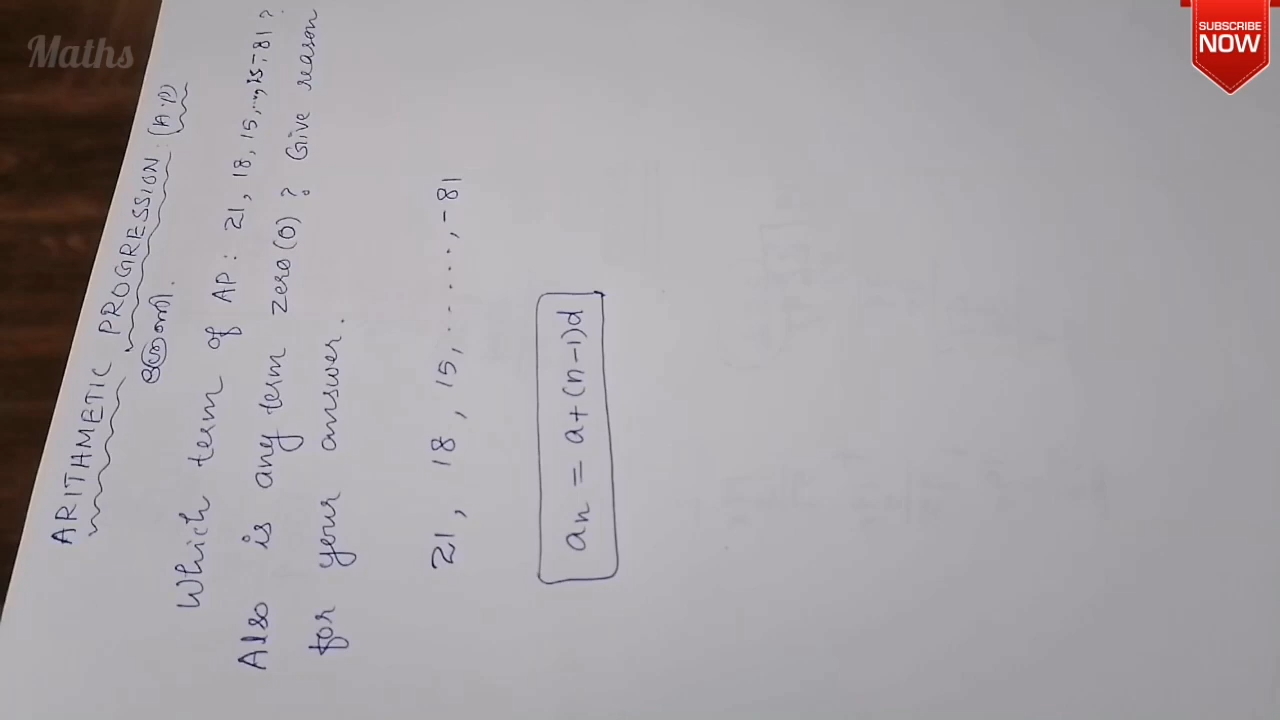 Maths
SUBSCRIBE
NOW
ARITHMETIC PROGRESSION : (A.P)
Which term of AP : 21, 18, 15, ..., is -81 ?
Also is any term zero (0) ? Give reason
for your answer.
21, 18, 15, ......, -81
an = a+(n-1)d